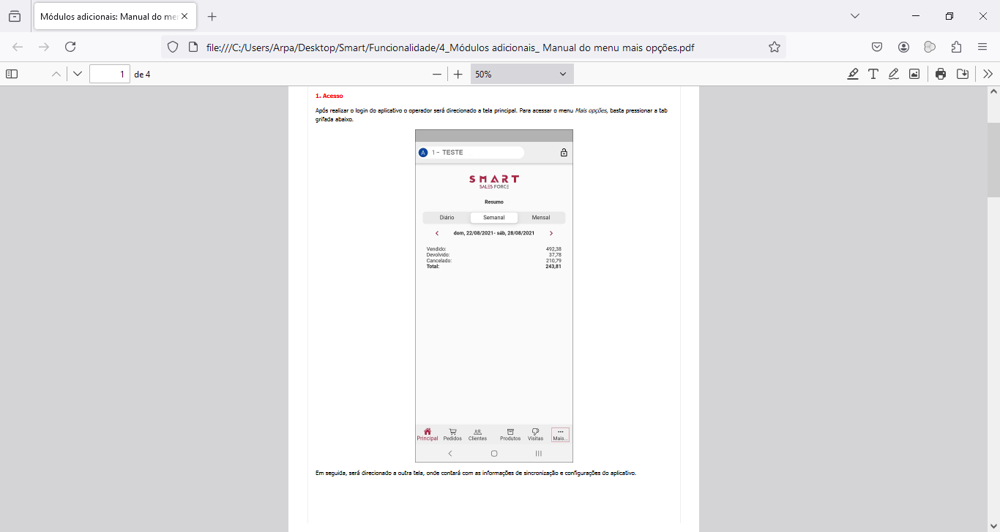 Módulos adicionais: Manual do me
file:///C:/Users/Arpa/Desktop/Smart/Funcionalidade/4_Módulos adicionais_ Manual do menu mais opções.pdf
1 de 4
50%
1. Acesso
Após realizar o login do aplicativo o operador será direcionado a tela principal. Para acessar o menu Mais opções, basta pressionar a tab
grifada abaixo.
A 1 - TESTE
SMART
SALES FORCE
Resumo
Diário Semanal Mensal
dom, 22/08/2021- sáb, 28/08/2021
Vendido: 492,38
Devolvido: 37,78
Cancelado: 210,79
Total: 243,81
Principal Pedidos Clientes Produtos Visitas Mais...
Em seguida, será direcionado a outra tela, onde contará com as informações de sincronização e configurações do aplicativo.